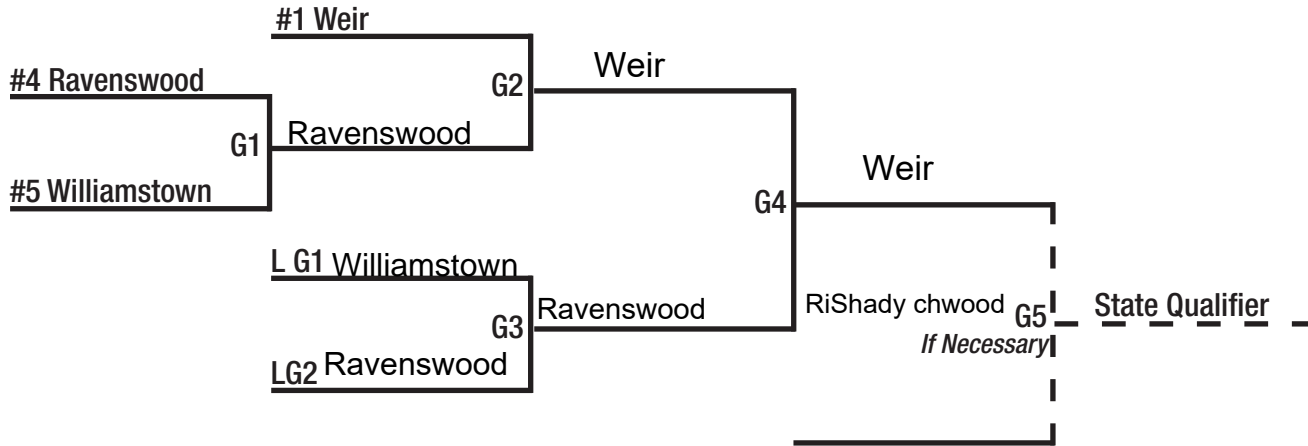 #1 Weir
Weir
#4 Ravenswood
G2
G1
Ravenswood
Weir
#5 Williamstown
G4
L G1 Williamstown
Ravenswood
RiShady chwood
G5
State Qualifier
G3
If Necessary
LG2 Ravenswood